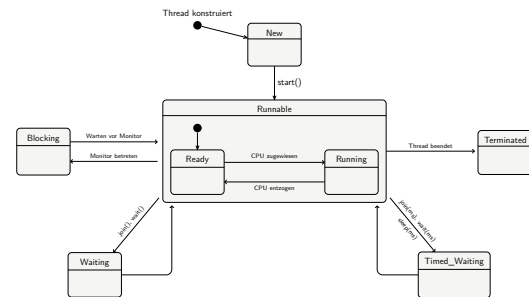 Thread konstruiert
New
start()
Runnable
Blocking
Warten vor Monitor
Monitor betreten
Ready
CPU zugewiesen
CPU entzogen
Running
Thread beendet
Terminated
join(), wait()
join(ms), wait(ms)
sleep(ms)
Waiting
Timed_Waiting